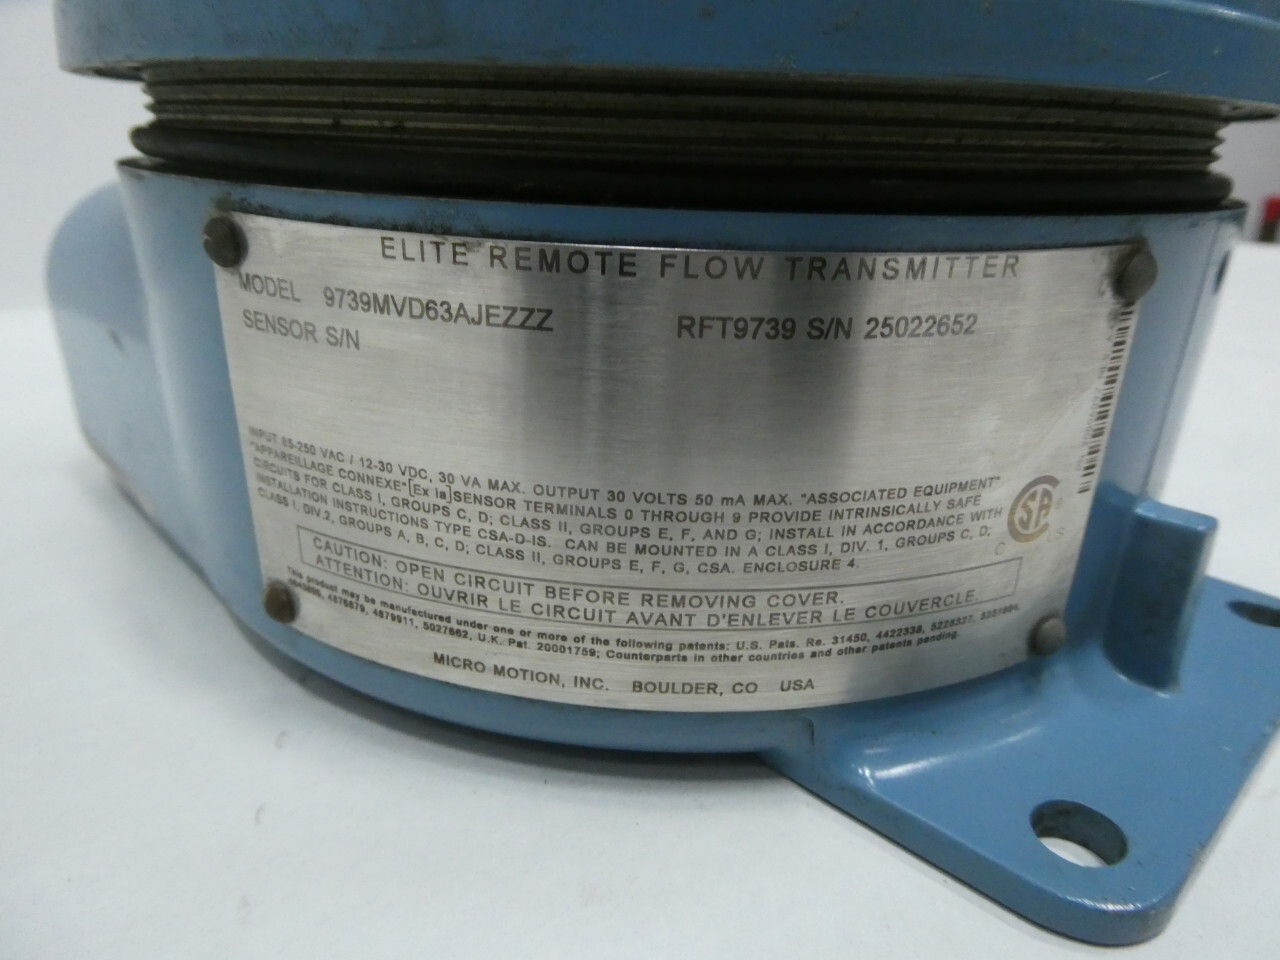 ELITE REMOTE FLOW TRANSMITTER
MODEL 9739MVD63AJEZZZ RFT9739 S/N 25022652
SENSOR S/N
INPUT 85-250 VAC / 12-30 VDC, 30 VA MAX. OUTPUT 30 VOLTS 50 mA MAX. "ASSOCIATED EQUIPMENT"
"APPAREILLAGE CONNEXE" [Ex ia] SENSOR TERMINALS 0 THROUGH 9 PROVIDE INTRINSICALLY SAFE
CIRCUITS FOR CLASS I, GROUPS C, D; CLASS II, GROUPS E, F, AND G; INSTALL IN ACCORDANCE WITH
INSTALLATION INSTRUCTIONS TYPE CSA-D-IS. CAN BE MOUNTED IN A CLASS I, DIV. 1, GROUPS C, D;
CLASS I, DIV.2, GROUPS A, B, C, D; CLASS II, GROUPS E, F, G, CSA. ENCLOSURE 4.
CSA
CAUTION: OPEN CIRCUIT BEFORE REMOVING COVER.
ATTENTION: OUVRIR LE CIRCUIT AVANT D'ENLEVER LE COUVERCLE.
This product may be manufactured under one or more of the following patents: U.S. Pats. Re. 31450, 4422338, 5225327,
4876879, 4879911, 5027662, U.K. Pat. 20001759; Counterparts in other countries and other patents pending.
MICRO MOTION, INC. BOULDER, CO USA